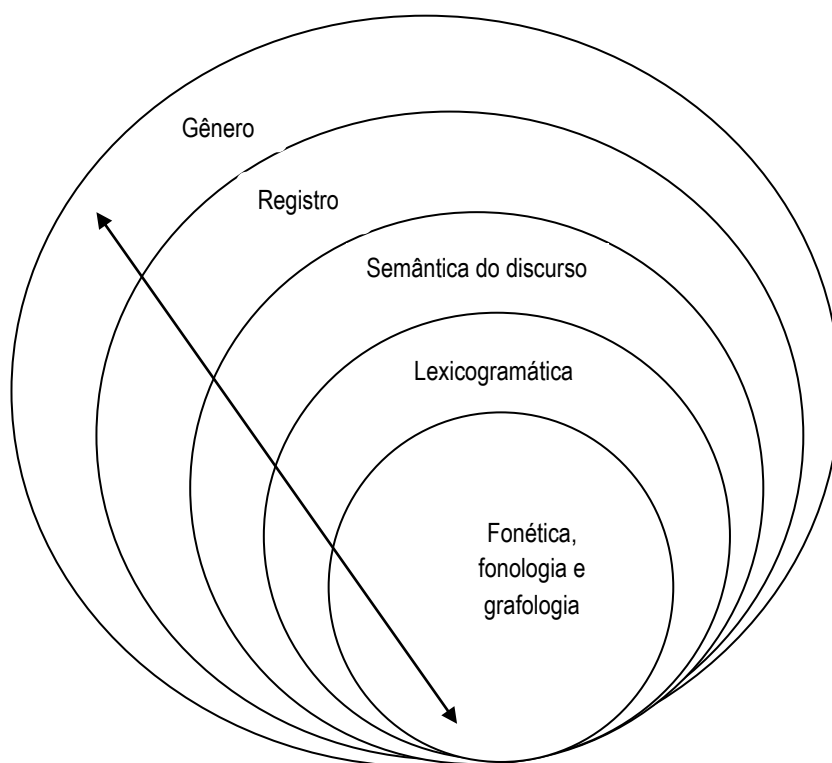 Gênero
Registro
Semântica do discurso
Lexicogramática
Fonética,
fonologia e
grafologia